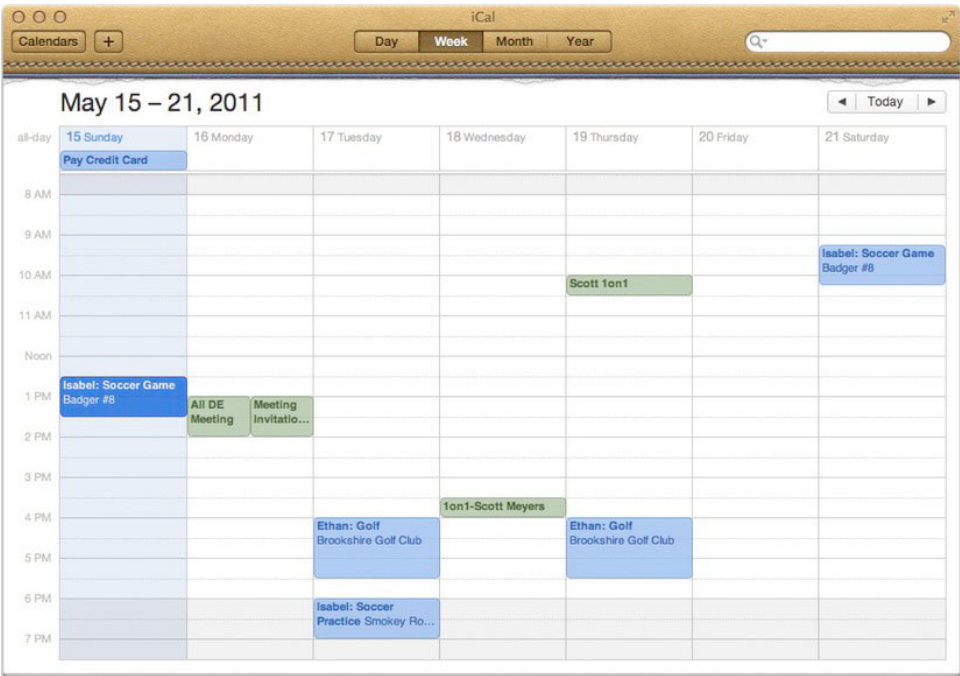 iCal
Calendars +
Day Week Month Year
May 15 – 21, 2011
◀ Today ▶
all-day 15 Sunday 16 Monday 17 Tuesday 18 Wednesday 19 Thursday 20 Friday 21 Saturday
Pay Credit Card
8 AM
9 AM
Isabel: Soccer Game
Badger #8
10 AM
Scott 1on1
11 AM
Noon
Isabel: Soccer Game
Badger #8
1 PM
All DE
Meeting
Meeting
Invitatio...
2 PM
3 PM
1on1-Scott Meyers
4 PM
Ethan: Golf
Brookshire Golf Club
Ethan: Golf
Brookshire Golf Club
5 PM
6 PM
Isabel: Soccer
Practice Smokey Ro...
7 PM